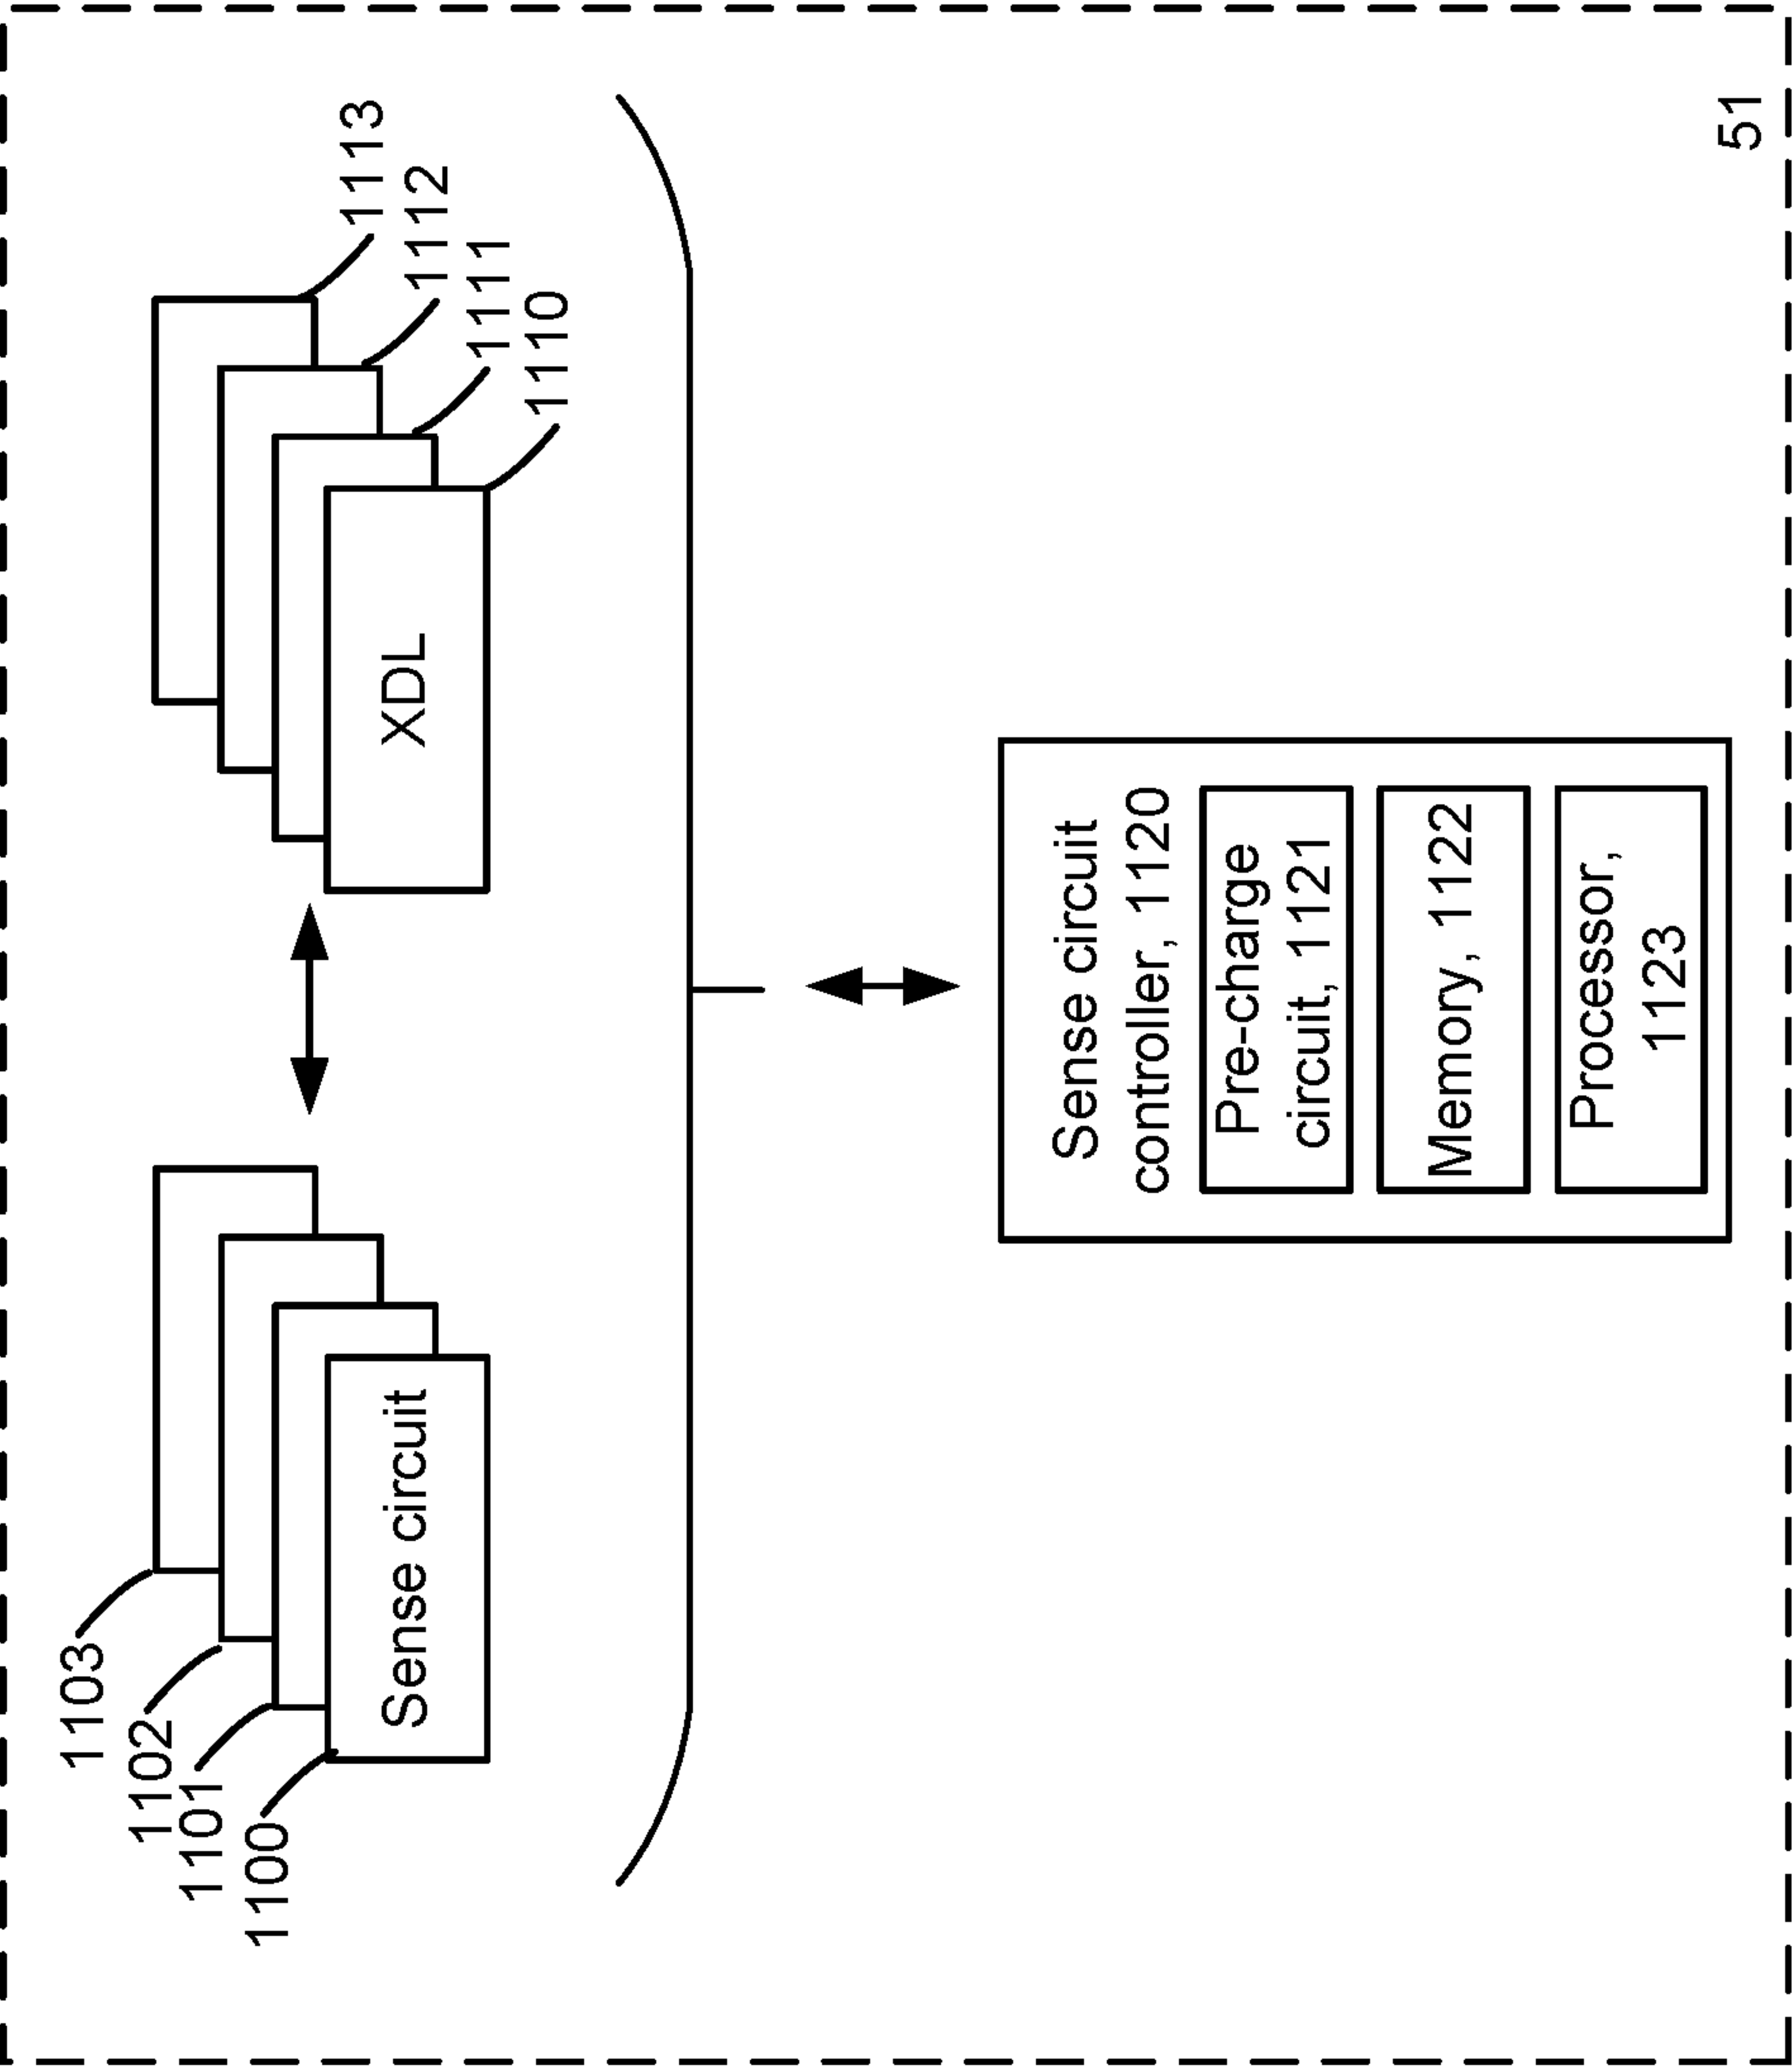 1103
1102
1101
1100
Sense circuit
1113
1112
1111
1110
XDL
Sense circuit
controller, 1120
Pre-charge
circuit, 1121
Memory, 1122
Processor,
1123
51